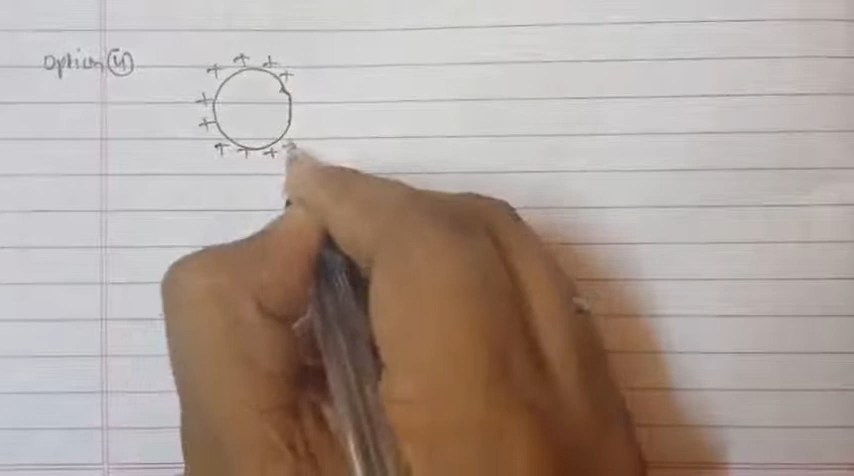 option (4)
+ + + + + + + + + +